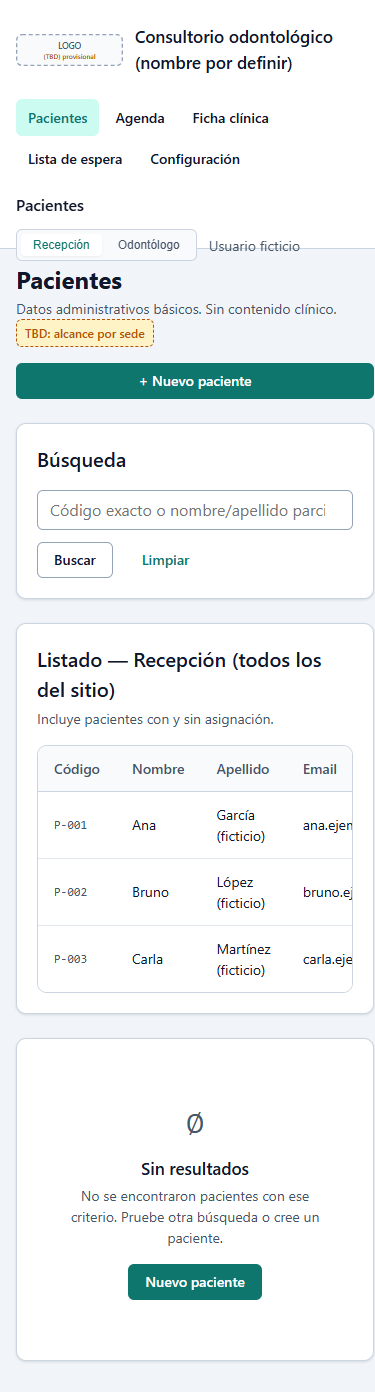 LOGO
(TBD) provisional
Consultorio odontológico
(nombre por definir)
Pacientes Agenda Ficha clínica
Lista de espera Configuración
Pacientes
Recepción Odontólogo Usuario ficticio
Pacientes
Datos administrativos básicos. Sin contenido clínico.
TBD: alcance por sede
+ Nuevo paciente
Búsqueda
Código exacto o nombre/apellido parci
Buscar Limpiar
Listado — Recepción (todos los
del sitio)
Incluye pacientes con y sin asignación.
Código Nombre Apellido Email
P-001 Ana García (ficticio) ana.ejen
P-002 Bruno López (ficticio) bruno.ej
P-003 Carla Martínez (ficticio) carla.eje
Ø
Sin resultados
No se encontraron pacientes con ese
criterio. Pruebe otra búsqueda o cree un
paciente.
Nuevo paciente